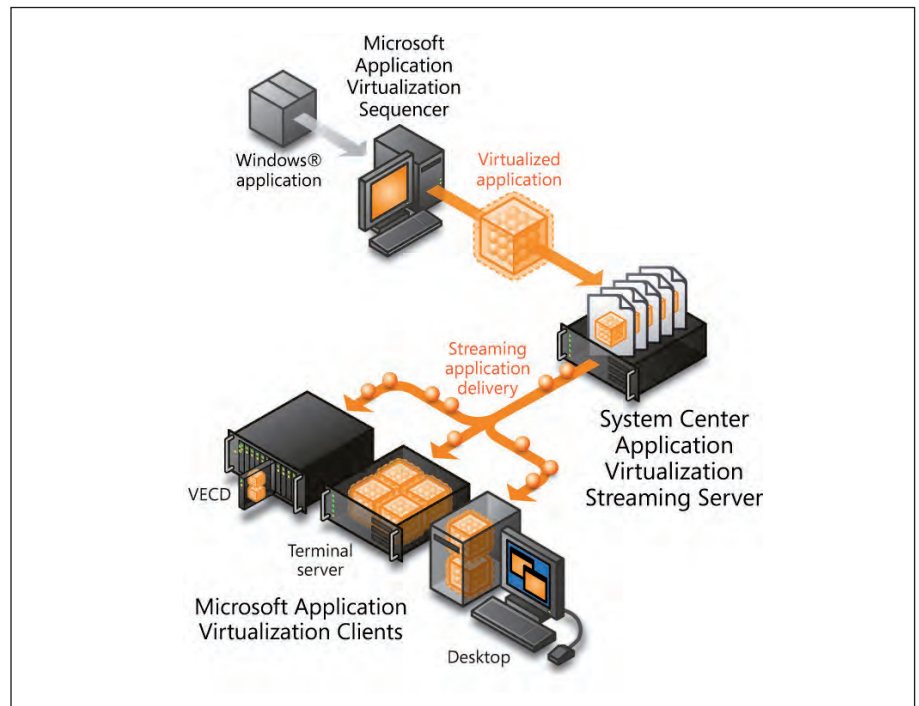 Microsoft
Application
Virtualization
Sequencer
Windows®
application
Virtualized
application
Streaming
application
delivery
System Center
Application
Virtualization
Streaming Server
VECD
Terminal
server
Microsoft Application
Virtualization Clients
Desktop